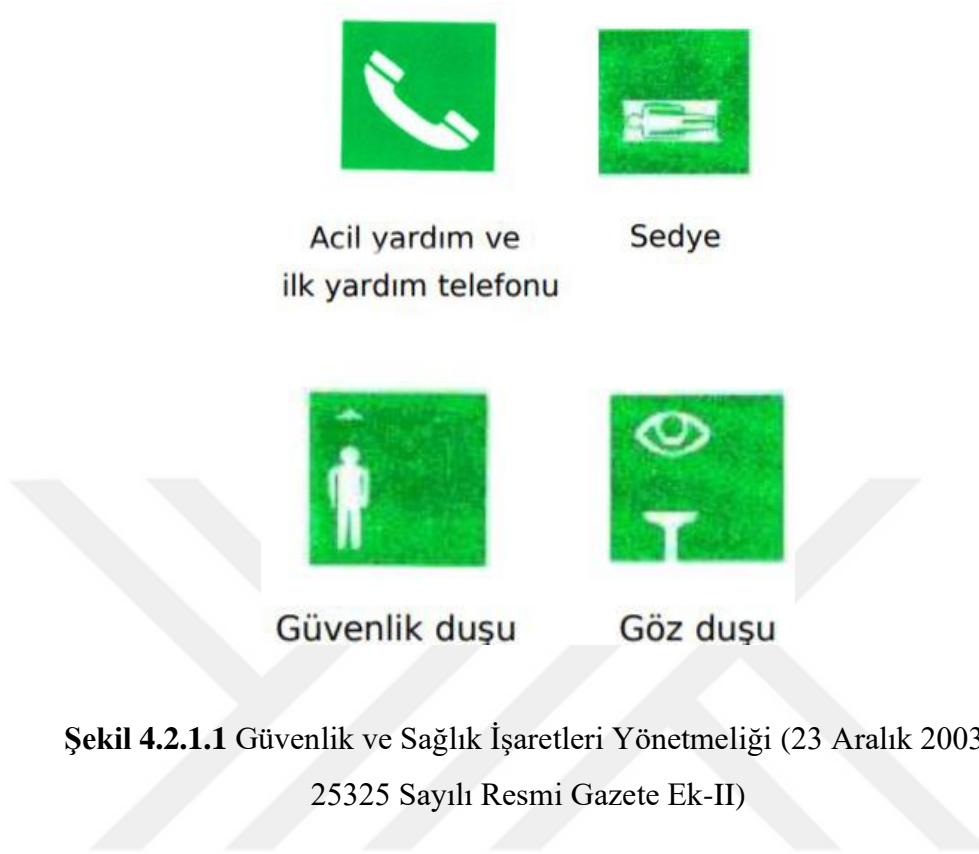 Acil yardım ve
ilk yardım telefonu
Sedye
Güvenlik duşu
Göz duşu
Şekil 4.2.1.1 Güvenlik ve Sağlık İşaretleri Yönetmeliği (23 Aralık 2003
25325 Sayılı Resmi Gazete Ek-II)